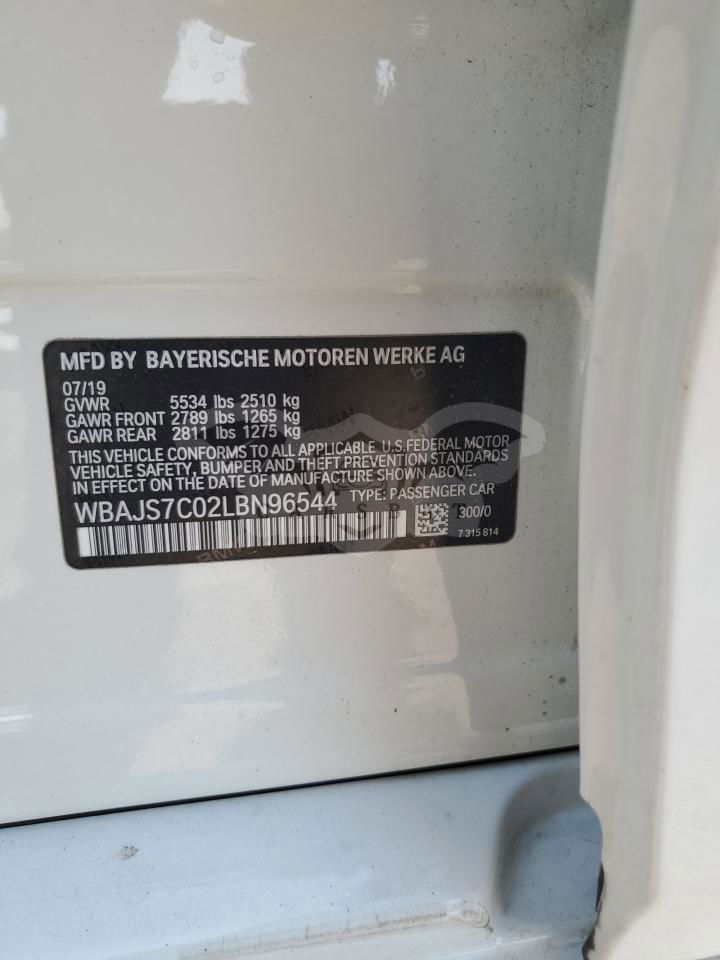 MFD BY BAYERISCHE MOTOREN WERKE AG
07/19
GVWR 5534 lbs 2510 kg
GAWR FRONT 2789 lbs 1265 kg
GAWR REAR 2811 lbs 1275 kg
THIS VEHICLE CONFORMS TO ALL APPLICABLE U.S.FEDERAL MOTOR
VEHICLE SAFETY, BUMPER AND THEFT PREVENTION STANDARDS
IN EFFECT ON THE DATE OF MANUFACTURE SHOWN ABOVE.
WBAJS7C02LBN96544 TYPE: PASSENGER CAR
300/0
7 315 814